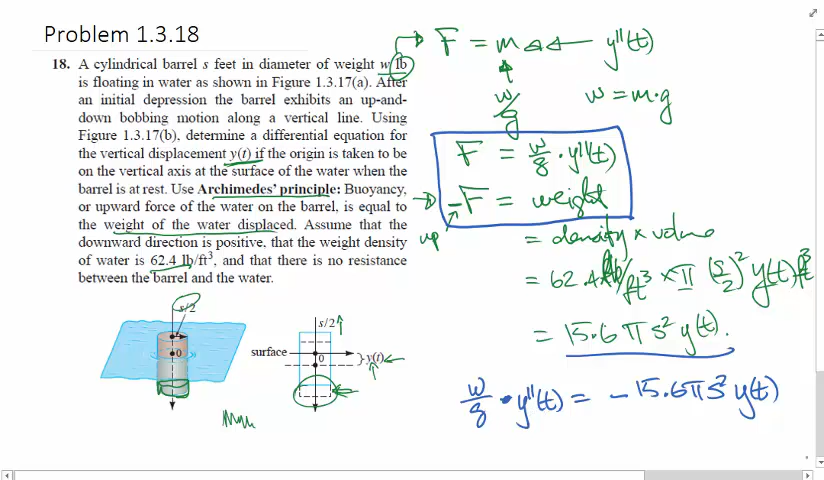 Problem 1.3.18
18. A cylindrical barrel s feet in diameter of weight w lb
is floating in water as shown in Figure 1.3.17(a). After
an initial depression the barrel exhibits an up-and-
down bobbing motion along a vertical line. Using
Figure 1.3.17(b), determine a differential equation for
the vertical displacement y(t) if the origin is taken to be
on the vertical axis at the surface of the water when the
barrel is at rest. Use Archimedes' principle: Buoyancy,
or upward force of the water on the barrel, is equal to
the weight of the water displaced. Assume that the
downward direction is positive, that the weight density
of water is 62.4 lb/ft³, and that there is no resistance
between the barrel and the water.
s/2
0
surface
s/2
0
y(t)
F = m a ← y''(t)
w/g
w = m·g
F = w/g · y''(t)
-F = weight
up
= density × volume
= 62.4 lb/ft³ × π (s/2)² y(t) ft³
= 15.6 π s² y(t).
w/g · y''(t) = -15.6 π s² y(t)